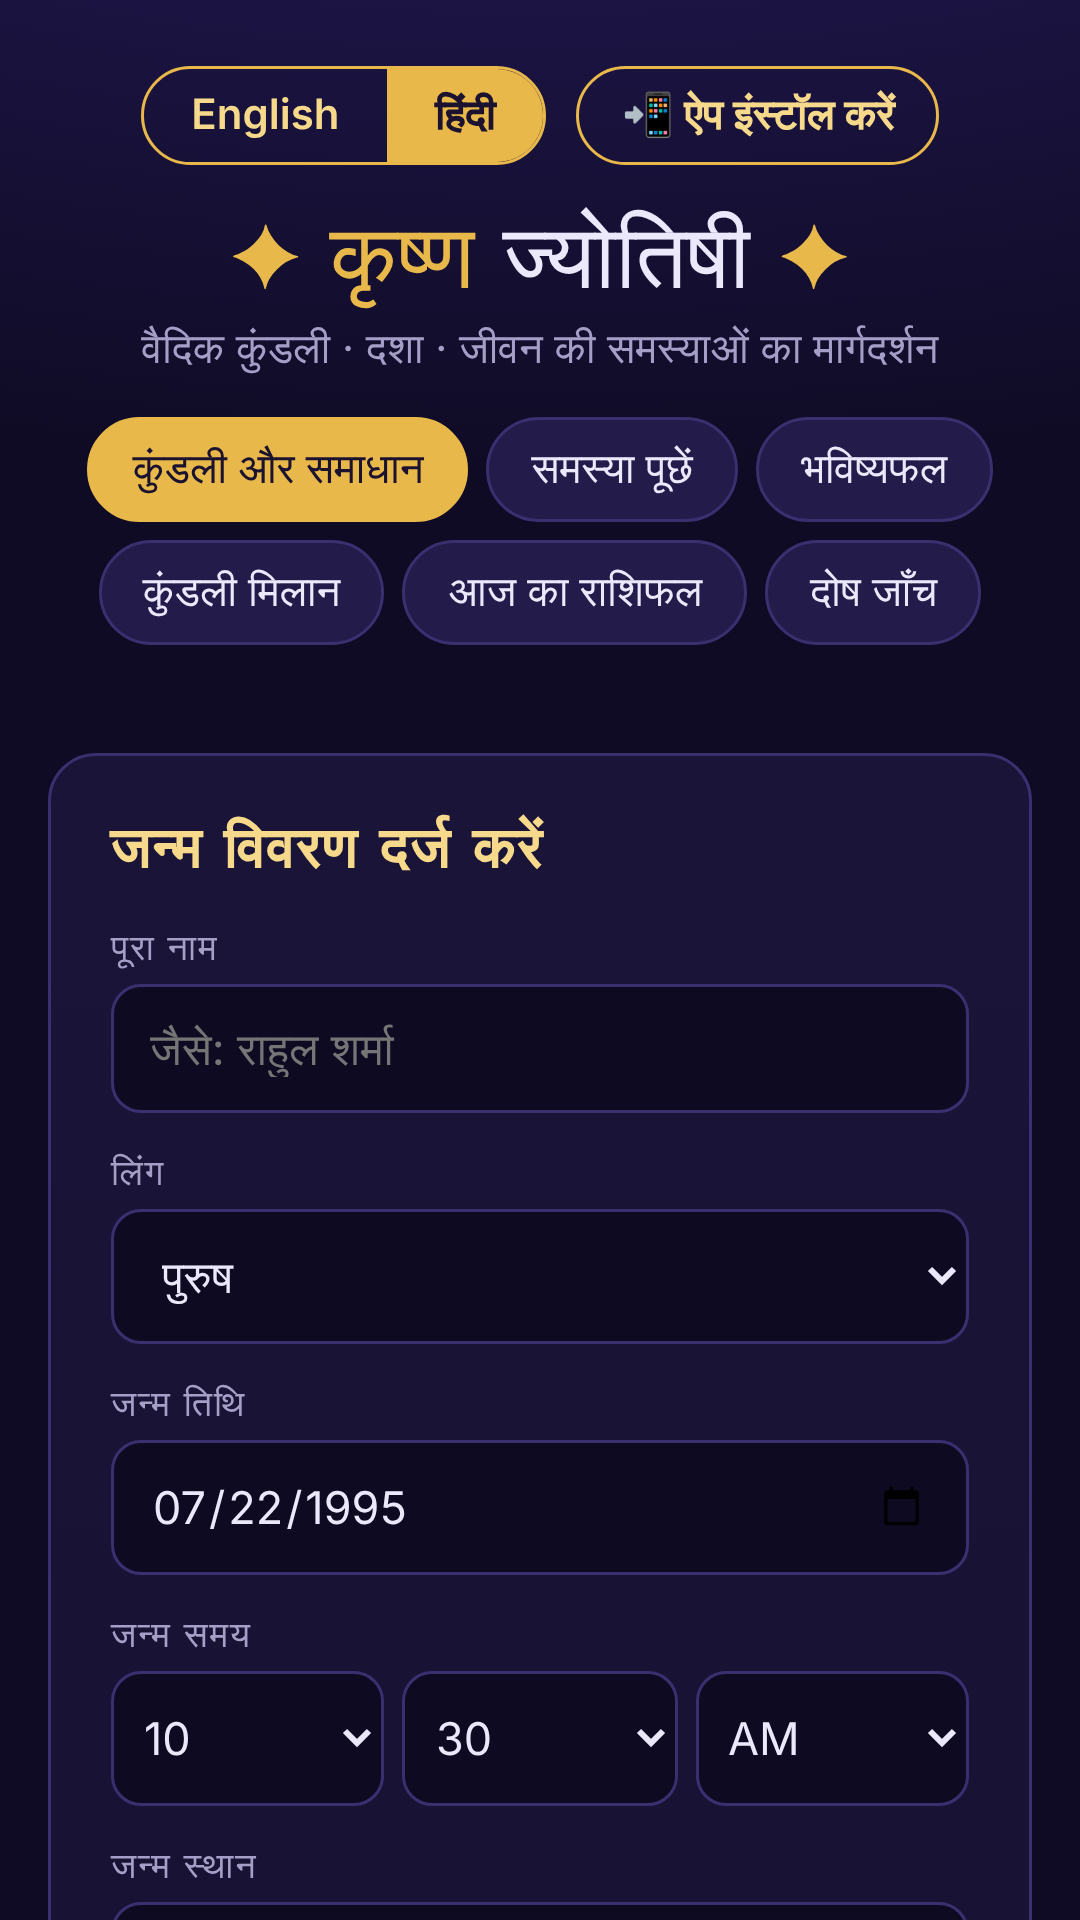 English हिंदी 📲 ऐप इंस्टॉल करें
✦ कृष्ण ज्योतिषी ✦
वैदिक कुंडली · दशा · जीवन की समस्याओं का मार्गदर्शन
कुंडली और समाधान समस्या पूछें भविष्यफल
कुंडली मिलान आज का राशिफल दोष जाँच
जन्म विवरण दर्ज करें
पूरा नाम
जैसे: राहुल शर्मा
लिंग
पुरुष
जन्म तिथि
07/22/1995
जन्म समय
10 30 AM
जन्म स्थान